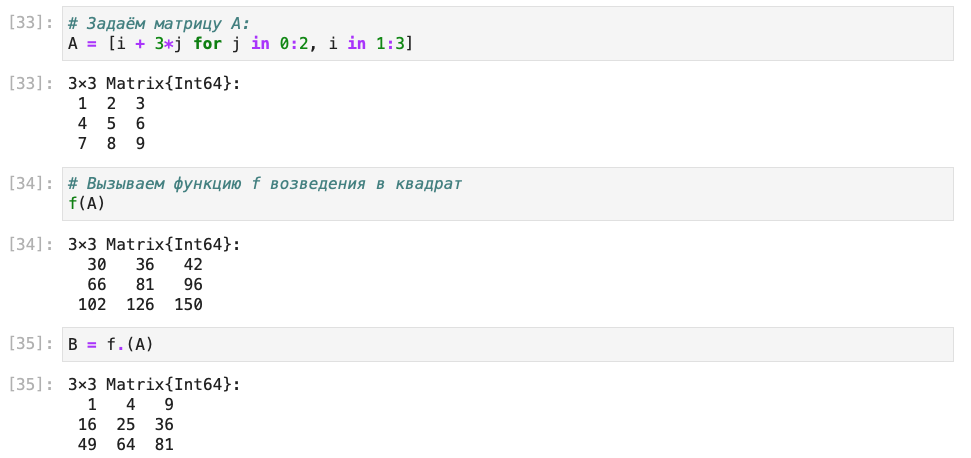 [33]: # Задаём матрицу A:
A = [i + 3*j for j in 0:2, i in 1:3]
[33]: 3×3 Matrix{Int64}:
 1  2  3
 4  5  6
 7  8  9
[34]: # Вызываем функцию f возведения в квадрат
f(A)
[34]: 3×3 Matrix{Int64}:
  30   36   42
  66   81   96
 102  126  150
[35]: B = f.(A)
[35]: 3×3 Matrix{Int64}:
  1   4   9
 16  25  36
 49  64  81